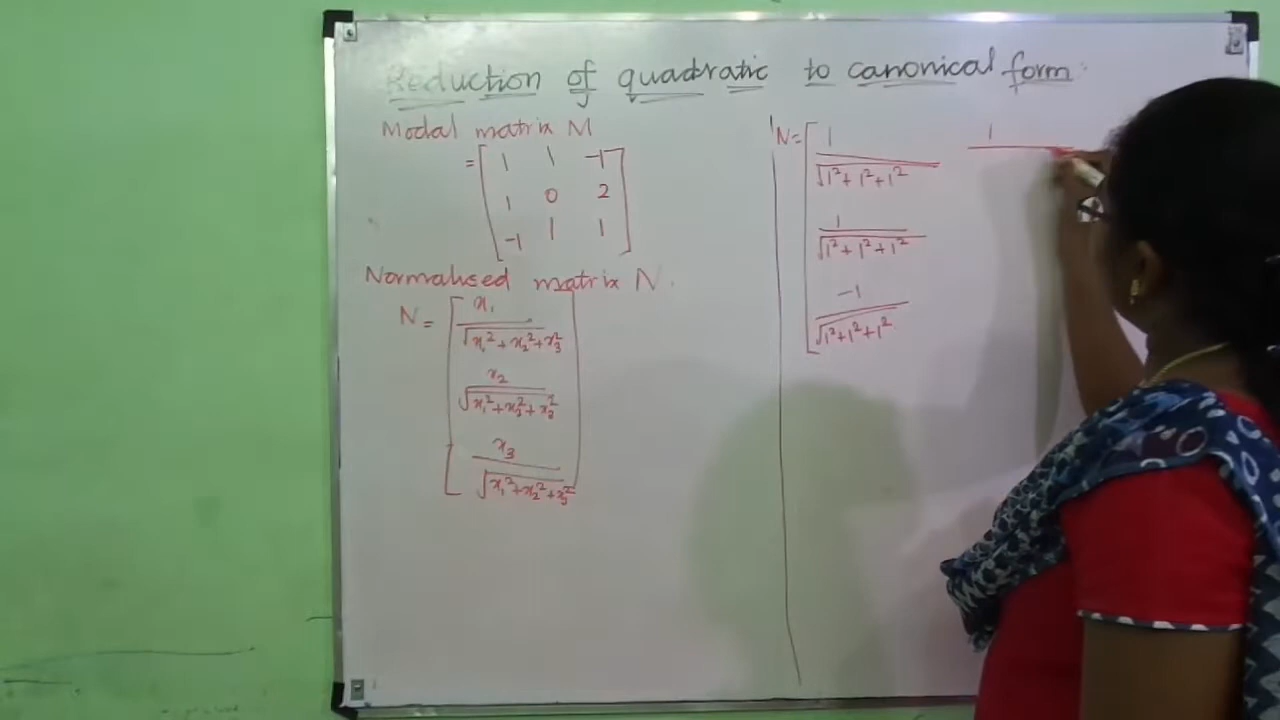 Reduction of quadratic to canonical form:
Modal matrix M
= [ 1 1 -1
1 0 2
-1 1 1 ]
Normalised matrix N.
N = [ x₁ / √x₁²+x₂²+x₃²
x₂ / √x₁²+x₂²+x₃²
x₃ / √x₁²+x₂²+x₃² ]
N = [ 1 / √1²+1²+1² 1 /
1 / √1²+1²+1²
-1 / √1²+1²+1²